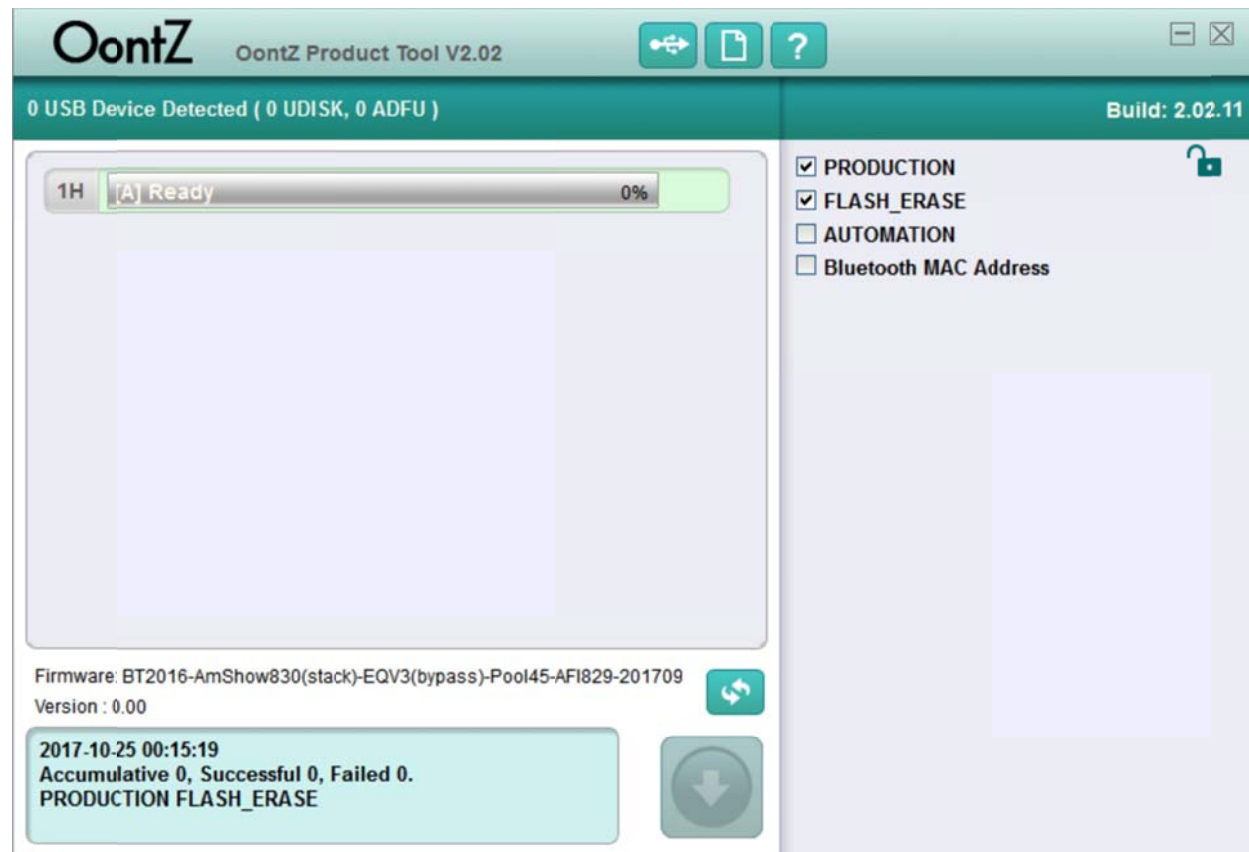 OontZ OontZ Product Tool V2.02 ?
0 USB Device Detected ( 0 UDISK, 0 ADFU )
Build: 2.02.11
1H [A] Ready 0%
PRODUCTION
FLASH_ERASE
AUTOMATION
Bluetooth MAC Address
Firmware: BT2016-AmShow830(stack)-EQV3(bypass)-Pool45-AFI829-201709
Version : 0.00
2017-10-25 00:15:19
Accumulative 0, Successful 0, Failed 0.
PRODUCTION FLASH_ERASE